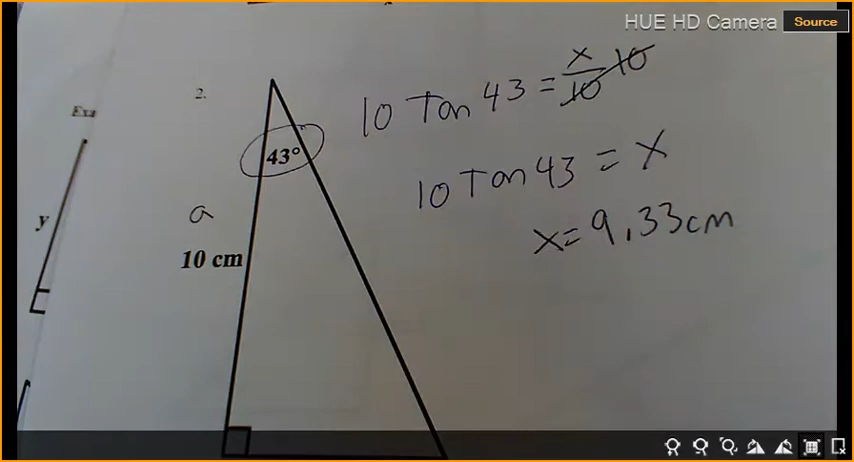 HUE HD Camera Source
2.
10 Tan 43 = x/10 10
Exa
43°
10 Tan 43 = x
a
y
x = 9.33cm
10 cm